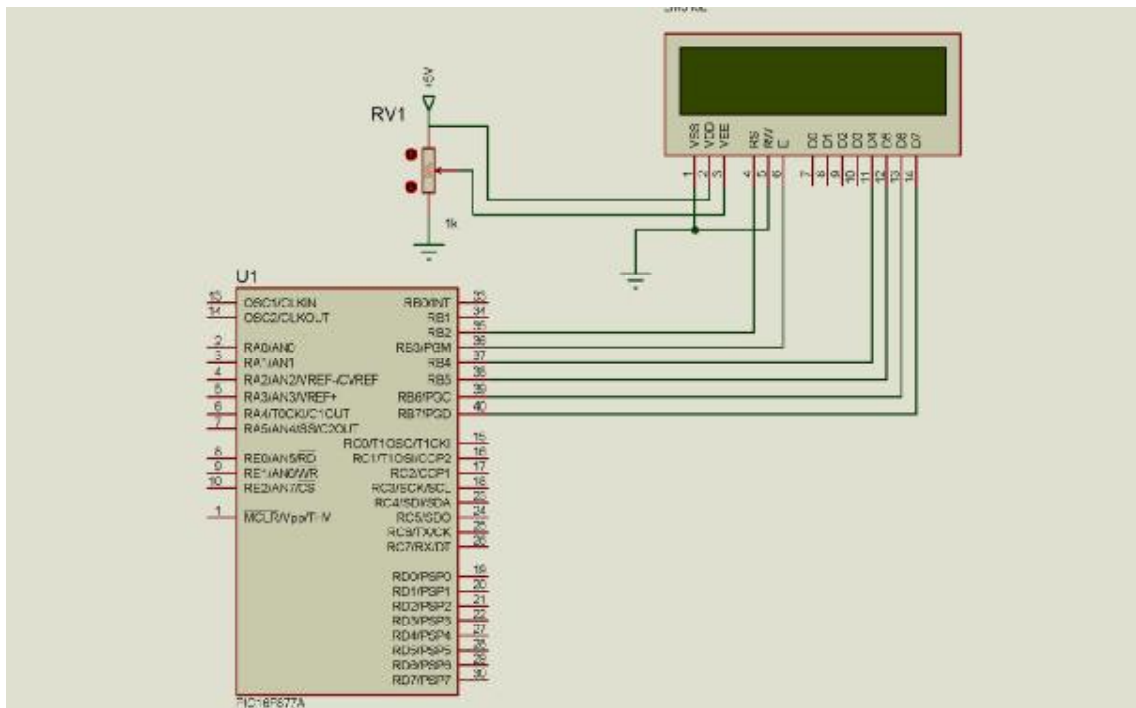 +5V
RV1
1k
VSS
VDD
VEE
RS
RW
E
D0
D1
D2
D3
D4
D5
D6
D7
1
2
3
4
5
6
7
8
9
10
11
12
13
14
U1
13 OSC1/CLKIN RB0/INT 33
14 OSC2/CLKOUT RB1 34
RB2 35
2 RA0/AN0 RB3/PGM 36
3 RA1/AN1 RB4 37
4 RA2/AN2/VREF-/CVREF RB5 38
5 RA3/AN3/VREF+ RB6/PGC 39
6 RA4/T0CKI/C1OUT RB7/PGD 40
7 RA5/AN4/SS/C2OUT
RC0/T1OSO/T1CKI 15
8 RE0/AN5/RD RC1/T1OSI/CCP2 16
9 RE1/AN6/WR RC2/CCP1 17
10 RE2/AN7/CS RC3/SCK/SCL 18
RC4/SDI/SDA 23
1 MCLR/Vpp/THV RC5/SDO 24
RC6/TX/CK 25
RC7/RX/DT 26
RD0/PSP0 19
RD1/PSP1 20
RD2/PSP2 21
RD3/PSP3 22
RD4/PSP4 27
RD5/PSP5 28
RD6/PSP6 29
RD7/PSP7 30
PIC16F877A